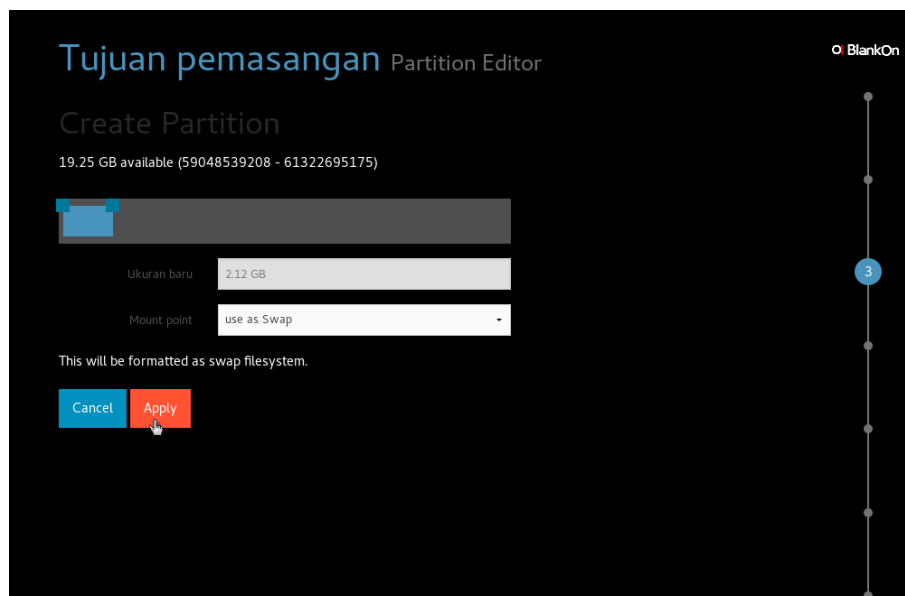 Tujuan pemasangan Partition Editor
BlankOn
Create Partition
19.25 GB available (59048539208 - 61322695175)
Ukuran baru 2.12 GB
3
Mount point use as Swap
This will be formatted as swap filesystem.
Cancel Apply